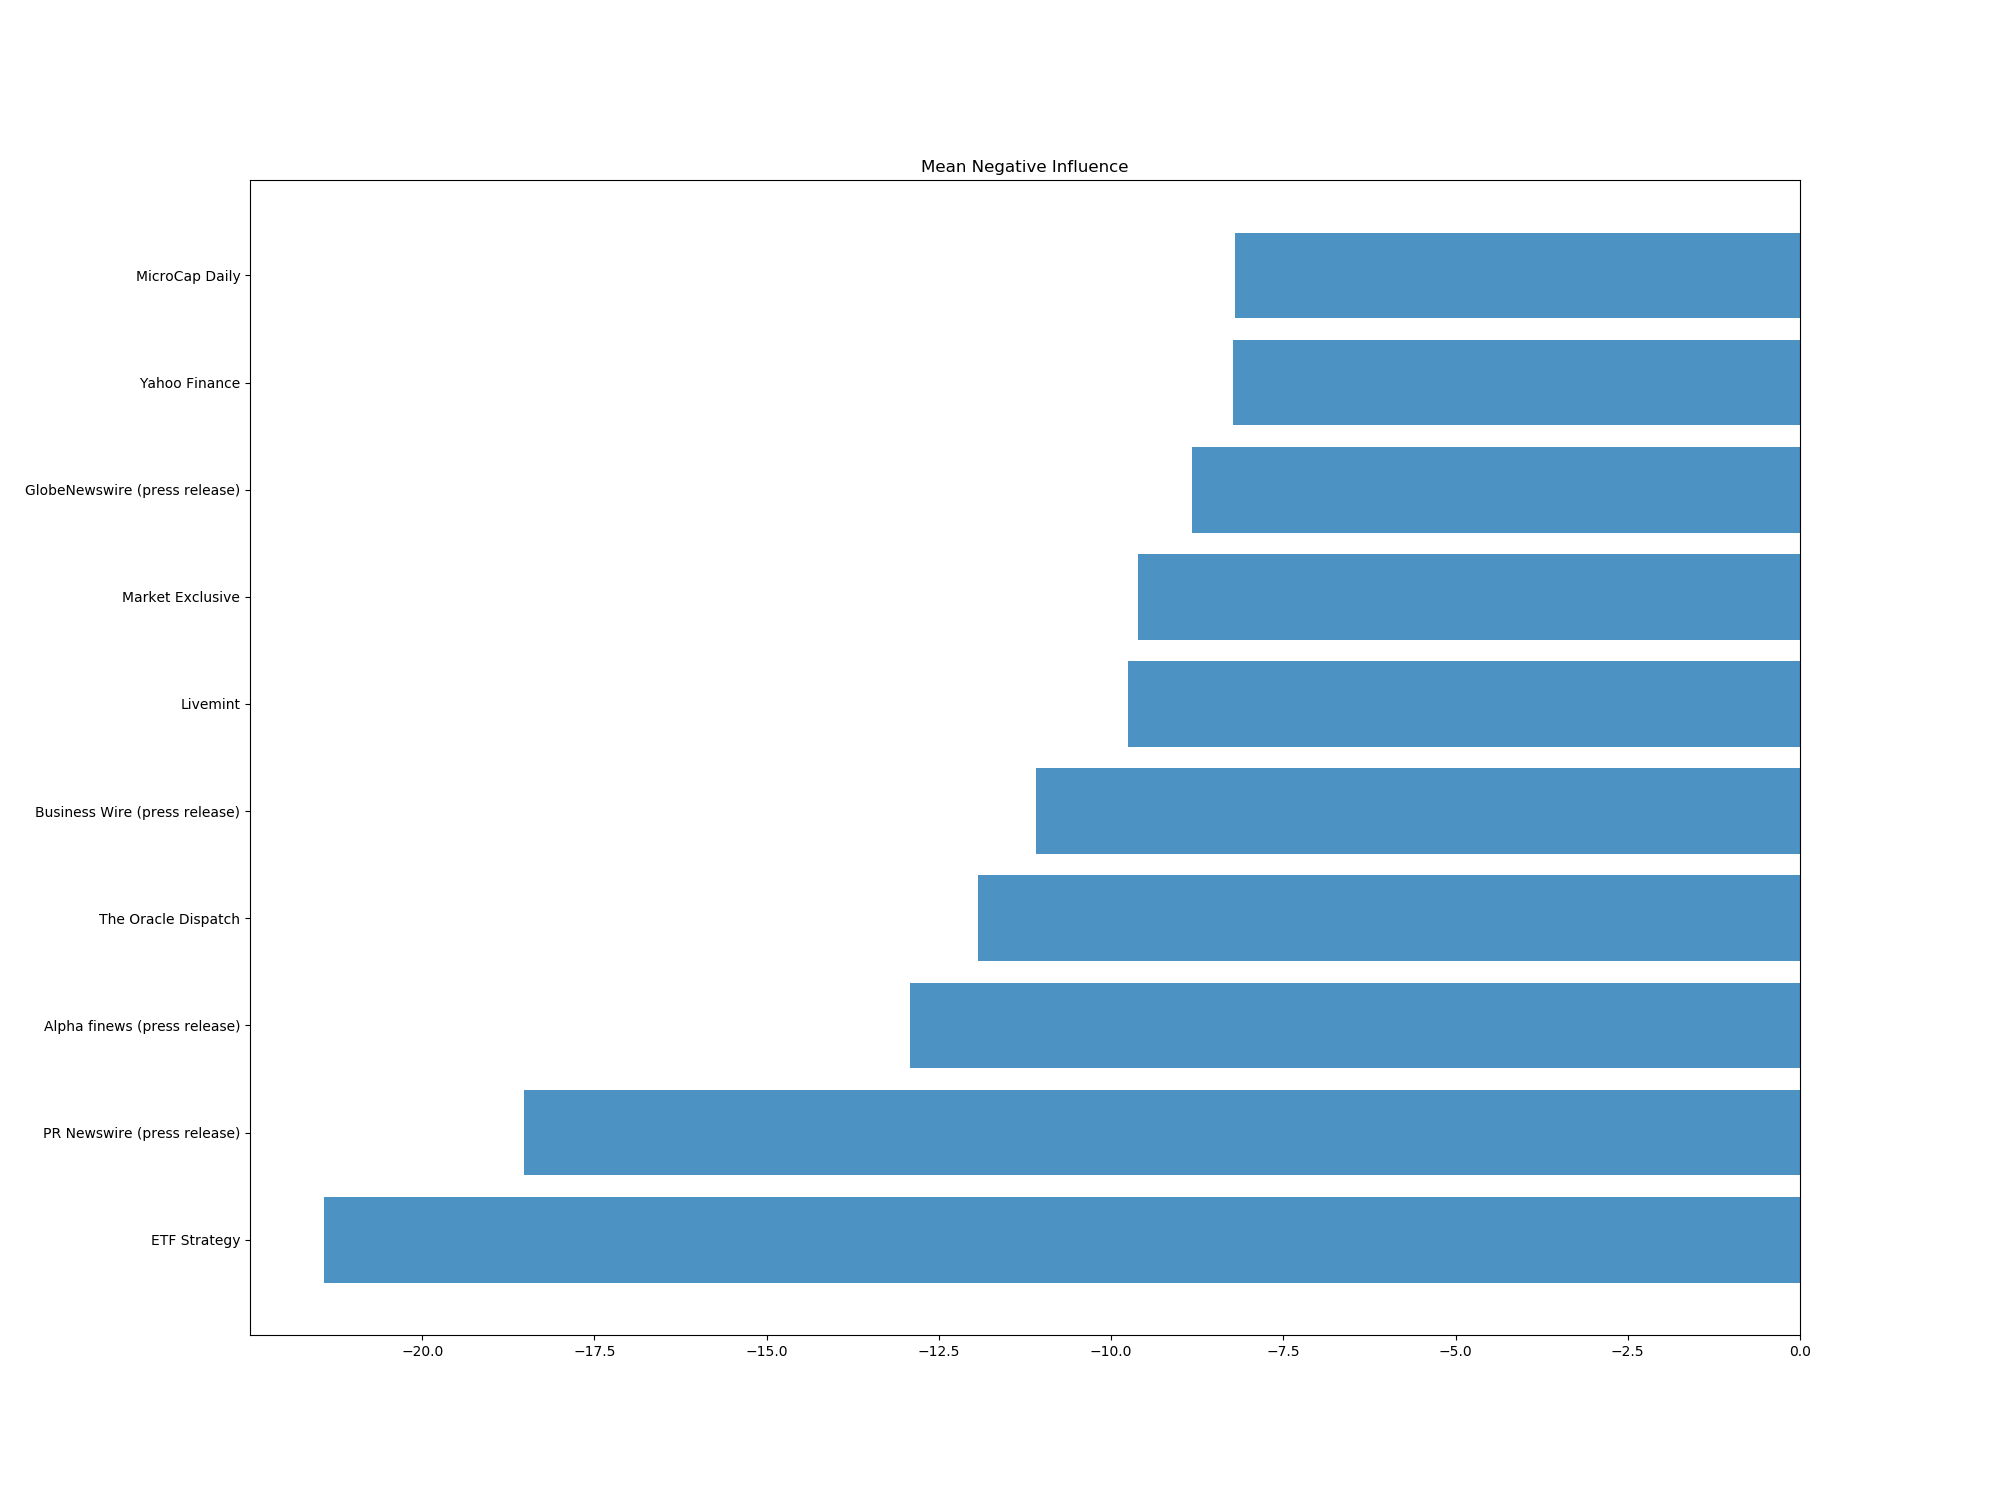 Mean Negative Influence
MicroCap Daily
Yahoo Finance
GlobeNewswire (press release)
Market Exclusive
Livemint
Business Wire (press release)
The Oracle Dispatch
Alpha finews (press release)
PR Newswire (press release)
ETF Strategy
−20.0 −17.5 −15.0 −12.5 −10.0 −7.5 −5.0 −2.5 0.0